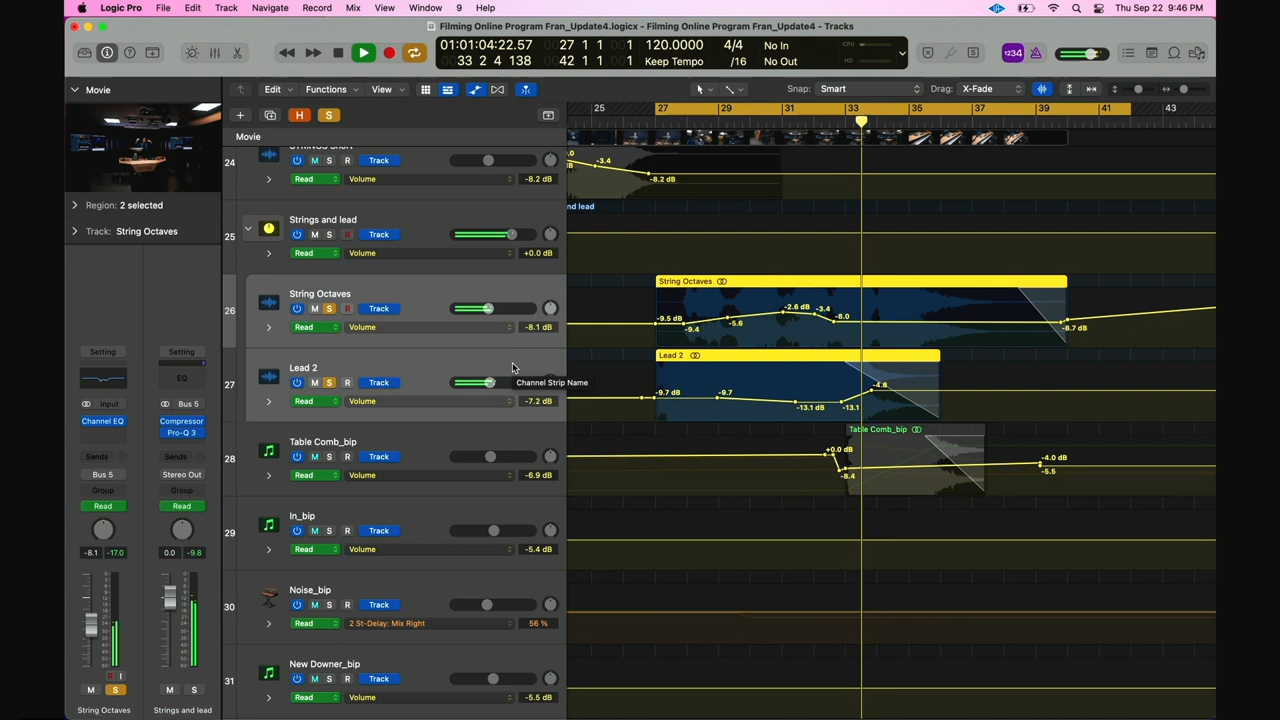 Logic Pro File Edit Track Navigate Record Mix View Window 9 Help Thu Sep 22 9:46 PM
Filming Online Program Fran_Update4.logicx - Filming Online Program Fran_Update4 - Tracks
01:01:04:22.57 27 1 1 1 120.0000 4/4 No In CPU
33 2 4 138 42 1 1 1 Keep Tempo /16 No Out HD
1234
Movie Edit Functions View Snap: Smart Drag: X-Fade
H S 25 27 29 31 33 35 37 39 41 43
Movie
24 M S R Track .0 -3.4
Read Volume -8.2 dB -8.2 dB
Region: 2 selected nd lead
Strings and lead
Track: String Octaves 25 M S R Track
Read Volume +0.0 dB
String Octaves
String Octaves
26 M S R Track -9.5 dB -9.4 -5.6 -2.6 dB -3.4 -8.0 -8.7 dB
Read Volume -8.1 dB
Setting Setting
Lead 2
Lead 2
EQ
27 M S R Track Channel Strip Name
-9.7 dB -9.7 -13.1 dB -13.1 -4.8
Read Volume -7.2 dB
Input Bus 5
Channel EQ Compressor
Pro-Q 3
Table Comb_bip
Table Comb_bip
28 M S R Track +0.0 dB -8.4 -4.0 dB -5.5
Read Volume -6.9 dB
Sends Sends
Bus 5 Stereo Out
Group Group
Read Read
In_bip
29 M S R Track
Read Volume -5.4 dB
-8.1 -17.0 0.0 -9.8
Noise_bip
30 M S R Track
Read 2 St-Delay: Mix Right 56 %
New Downer_bip
31 M S R Track
Read Volume -5.5 dB
R I
M S M S
String Octaves Strings and lead